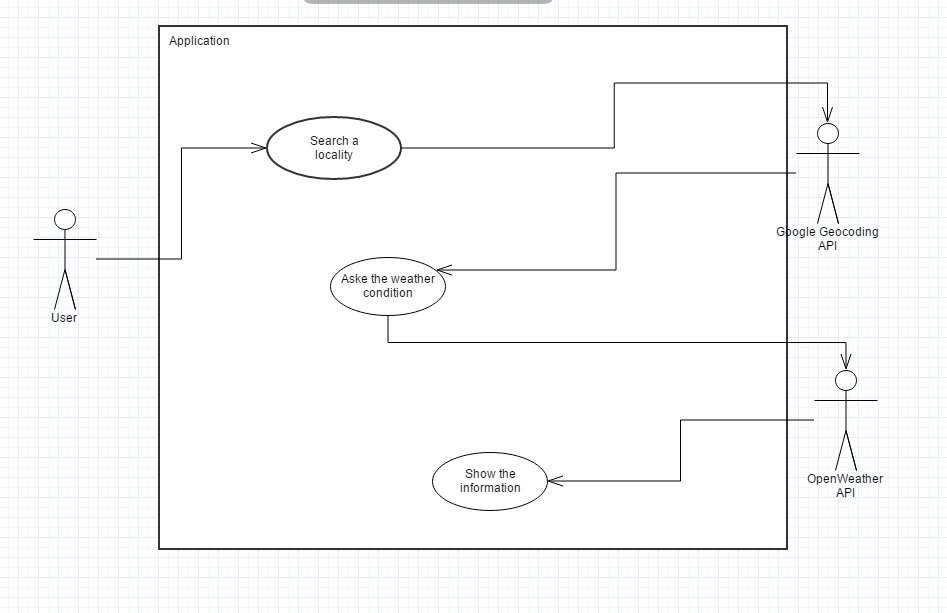 Application
Search a
locality
Google Geocoding
API
Aske the weather
condition
User
Show the
information
OpenWeather
API